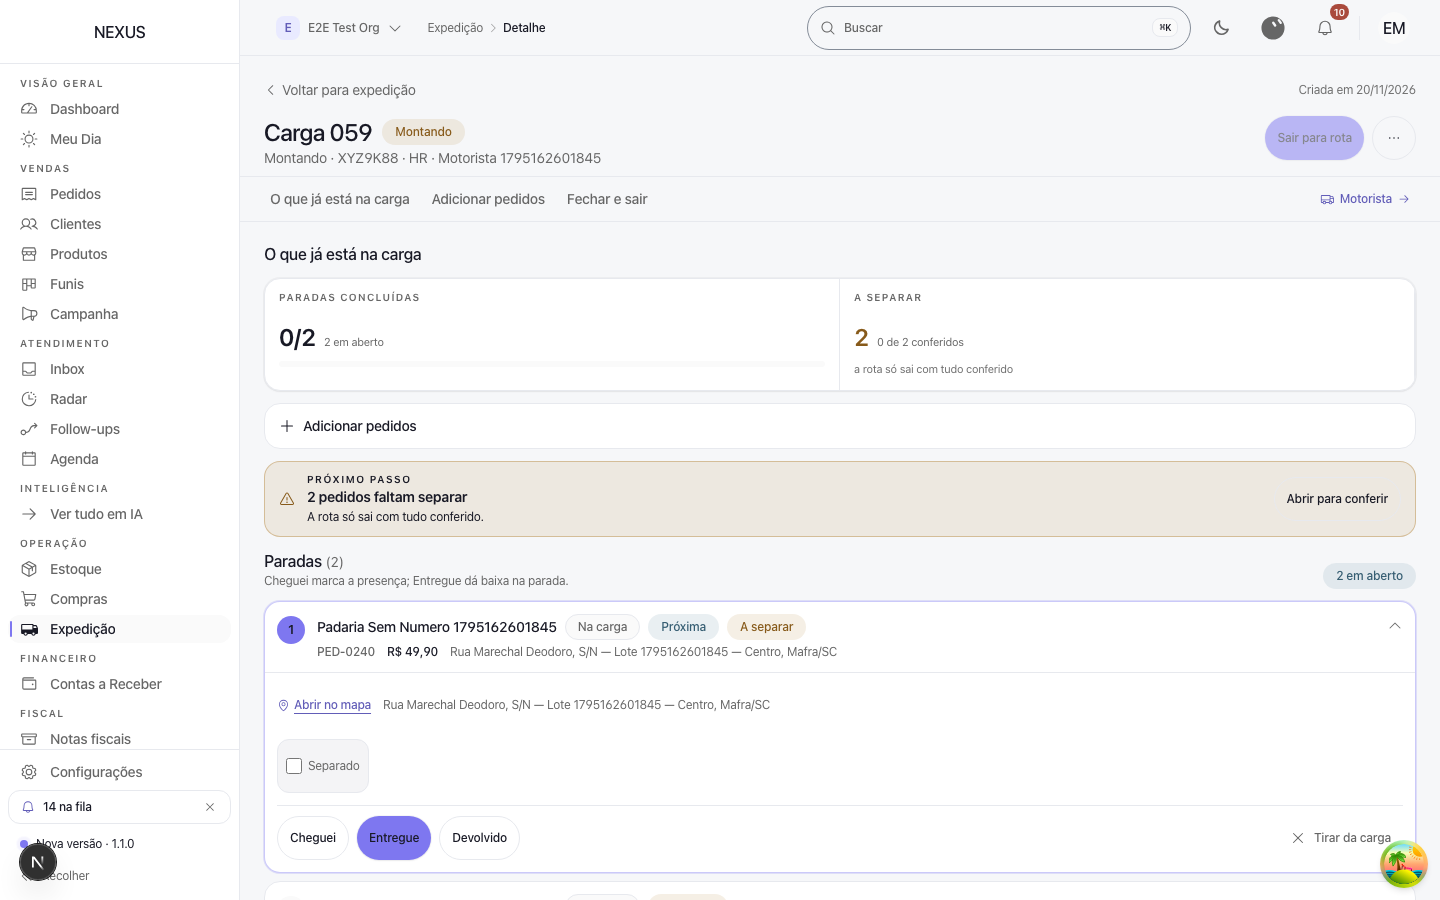 NEXUS
VISÃO GERAL
Dashboard
Meu Dia
VENDAS
Pedidos
Clientes
Produtos
Funis
Campanha
ATENDIMENTO
Inbox
Radar
Follow-ups
Agenda
INTELIGÊNCIA
Ver tudo em IA
OPERAÇÃO
Estoque
Compras
Expedição
FINANCEIRO
Contas a Receber
FISCAL
Notas fiscais
Configurações
14 na fila
Nova versão · 1.1.0
N
E E2E Test Org
Expedição Detalhe
Buscar ⌘K
10
EM
Voltar para expedição
Criada em 20/11/2026
Carga 059 Montando
Montando · XYZ9K88 · HR · Motorista 1795162601845
Sair para rota ···
O que já está na carga Adicionar pedidos Fechar e sair
Motorista →
O que já está na carga
PARADAS CONCLUÍDAS
0/2 2 em aberto
A SEPARAR
2 0 de 2 conferidos
a rota só sai com tudo conferido
Adicionar pedidos
PRÓXIMO PASSO
2 pedidos faltam separar
A rota só sai com tudo conferido.
Abrir para conferir
Paradas (2)
Cheguei marca a presença; Entregue dá baixa na parada.
2 em aberto
1 Padaria Sem Numero 1795162601845 Na carga Próxima A separar
PED-0240 R$ 49,90 Rua Marechal Deodoro, S/N — Lote 1795162601845 — Centro, Mafra/SC
Abrir no mapa Rua Marechal Deodoro, S/N — Lote 1795162601845 — Centro, Mafra/SC
Separado
Cheguei Entregue Devolvido
Tirar da carga